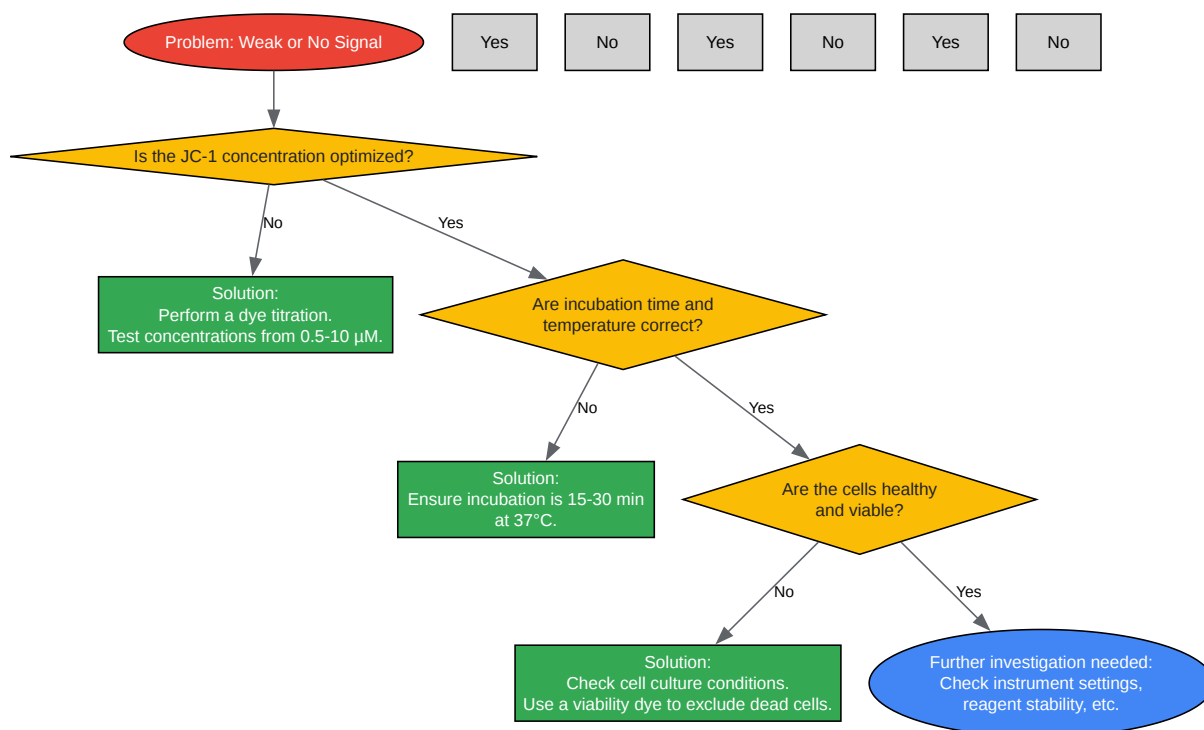 Problem: Weak or No Signal
Yes
No
Yes
No
Yes
No
Is the JC-1 concentration optimized?
No
Yes
Solution:
Perform a dye titration.
Test concentrations from 0.5-10 µM.
Are incubation time and
temperature correct?
No
Yes
Solution:
Ensure incubation is 15-30 min
at 37°C.
Are the cells healthy
and viable?
No
Yes
Solution:
Check cell culture conditions.
Use a viability dye to exclude dead cells.
Further investigation needed:
Check instrument settings,
reagent stability, etc.